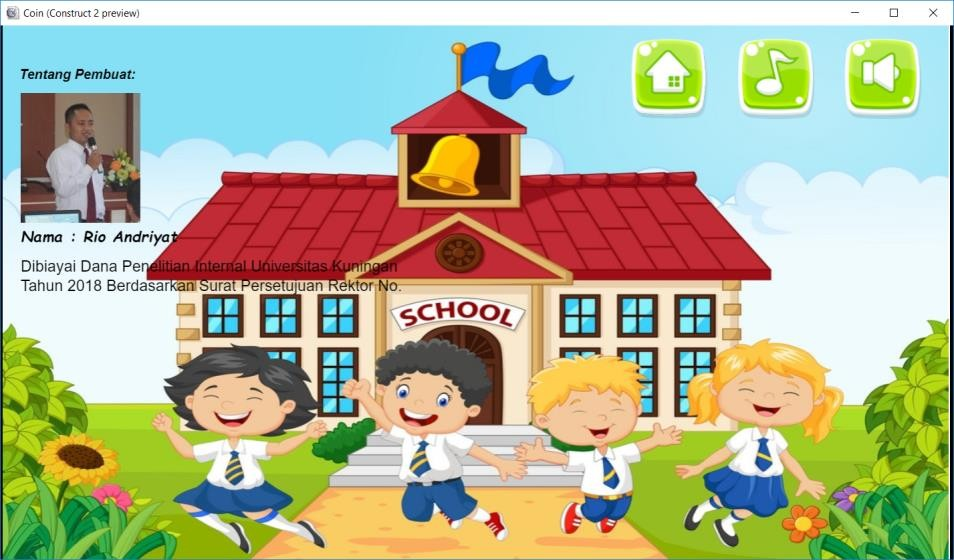 Coin (Construct 2 preview)
Tentang Pembuat:
Nama : Rio Andriyat
Dibiayai Dana Penelitian Internal Universitas Kuningan
Tahun 2018 Berdasarkan Surat Persetujuan Rektor No.
SCHOOL